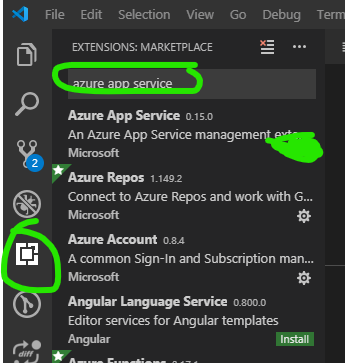 File Edit Selection View Go Debug Term
EXTENSIONS: MARKETPLACE
azure app service
Azure App Service 0.15.0
An Azure App Service management
Microsoft
Azure Repos 1.149.2
Connect to Azure Repos and work with G...
Microsoft
Azure Account 0.8.4
A common Sign-In and Subscription man...
Microsoft
Angular Language Service 0.800.0
Editor services for Angular templates
Angular Install
Azure Functions
2
diff